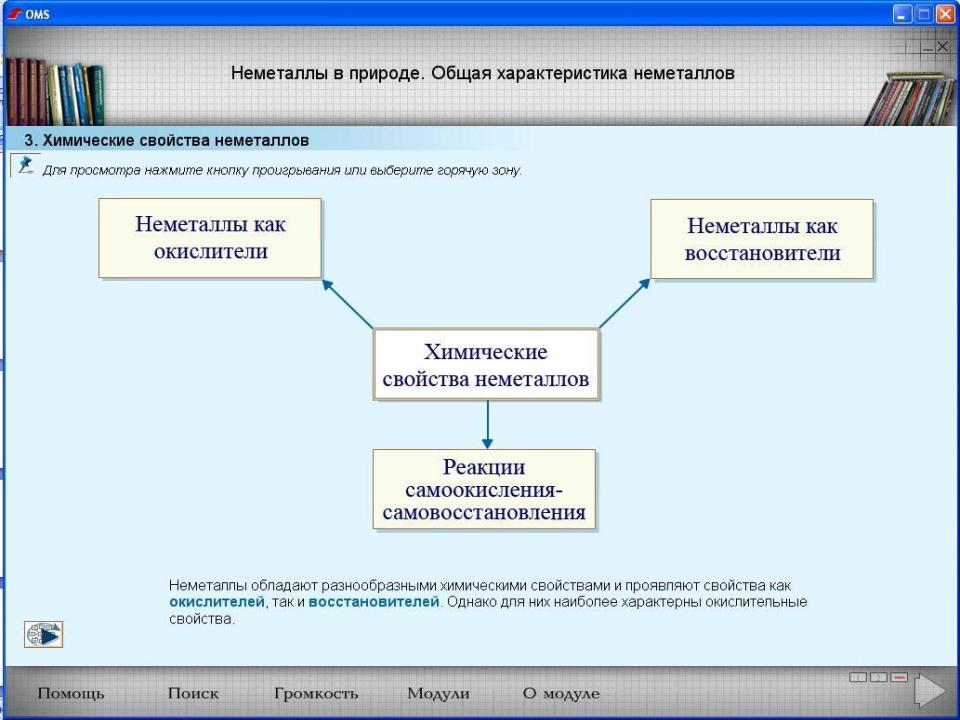 OMS
Неметаллы в природе. Общая характеристика неметаллов
3. Химические свойства неметаллов
Для просмотра нажмите кнопку проигрывания или выберите горячую зону.
Неметаллы как
окислители
Неметаллы как
восстановители
Химические
свойства неметаллов
Реакции
самоокисления-
самовосстановления
Неметаллы обладают разнообразными химическими свойствами и проявляют свойства как
окислителей, так и восстановителей. Однако для них наиболее характерны окислительные
свойства.
Помощь Поиск Громкость Модули О модуле